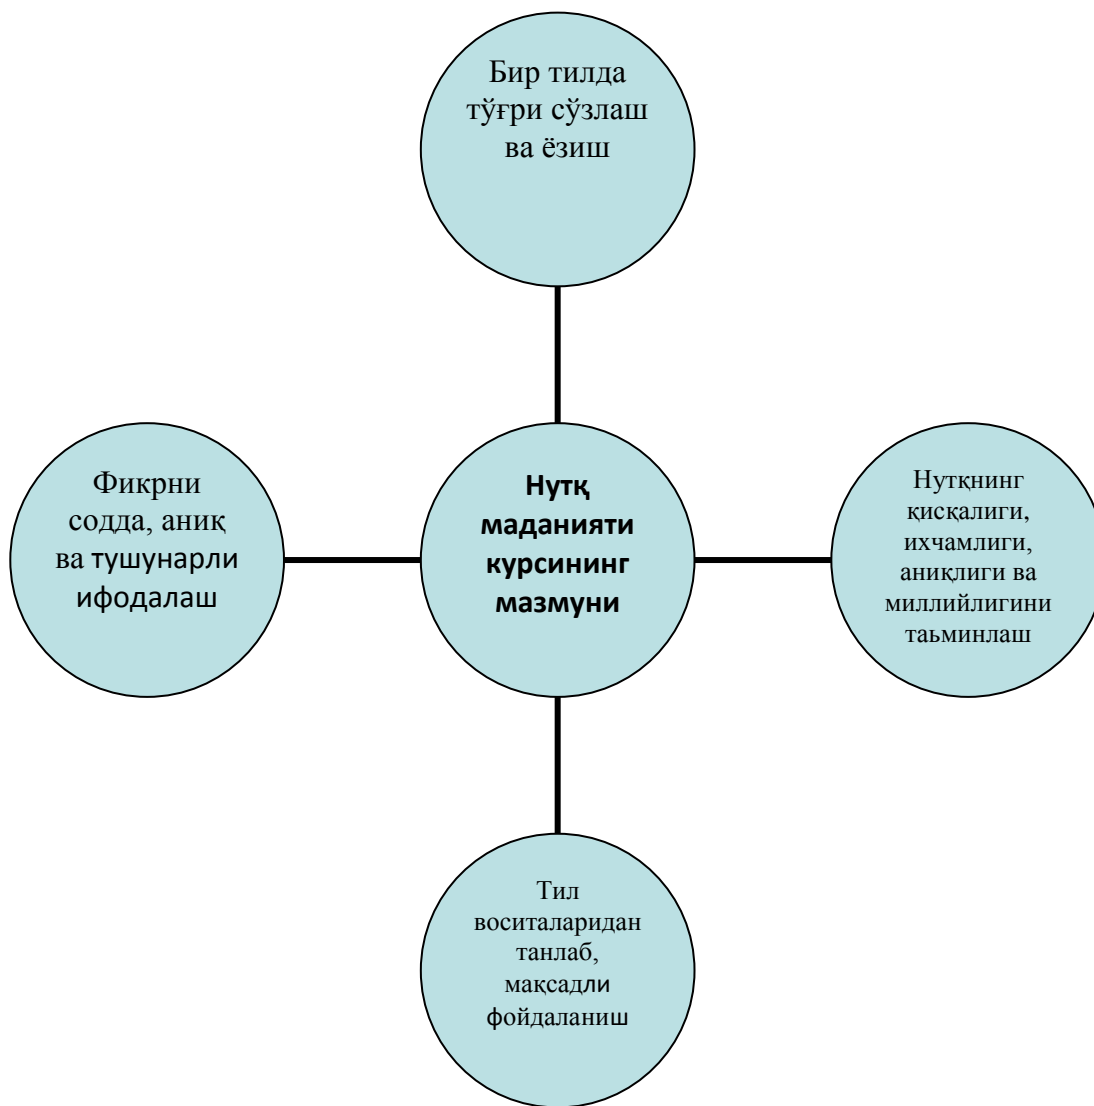 Бир тилда
тўғри сўзлаш
ва ёзиш
Фикрни
содда, аниқ
ва тушунарли
ифодалаш
Нутқ
маданияти
курсининг
мазмуни
Нутқнинг
қисқалиги,
ихчамлиги,
аниқлиги ва
миллийлигини
таьминлаш
Тил
воситаларидан
танлаб,
мақсадли
фойдаланиш